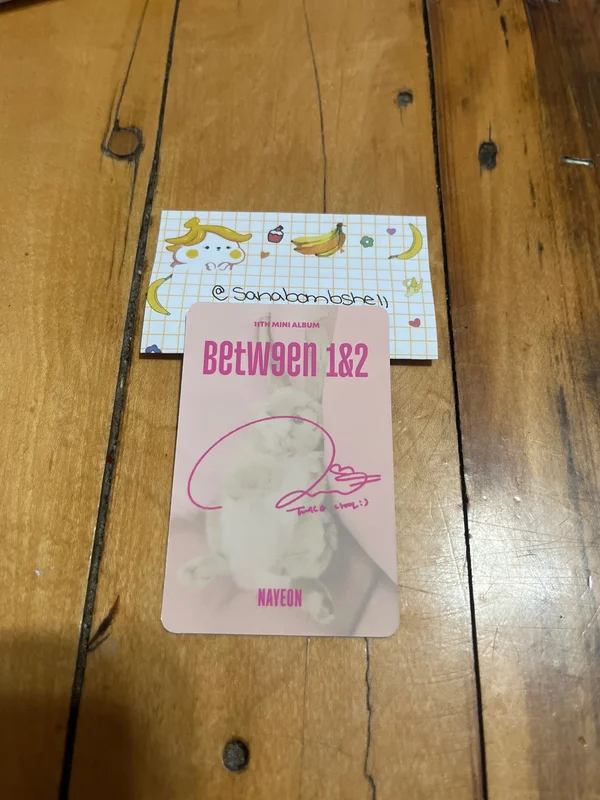 @sanabombshell
11TH MINI ALBUM
BetW9en 1&2
NAYEON